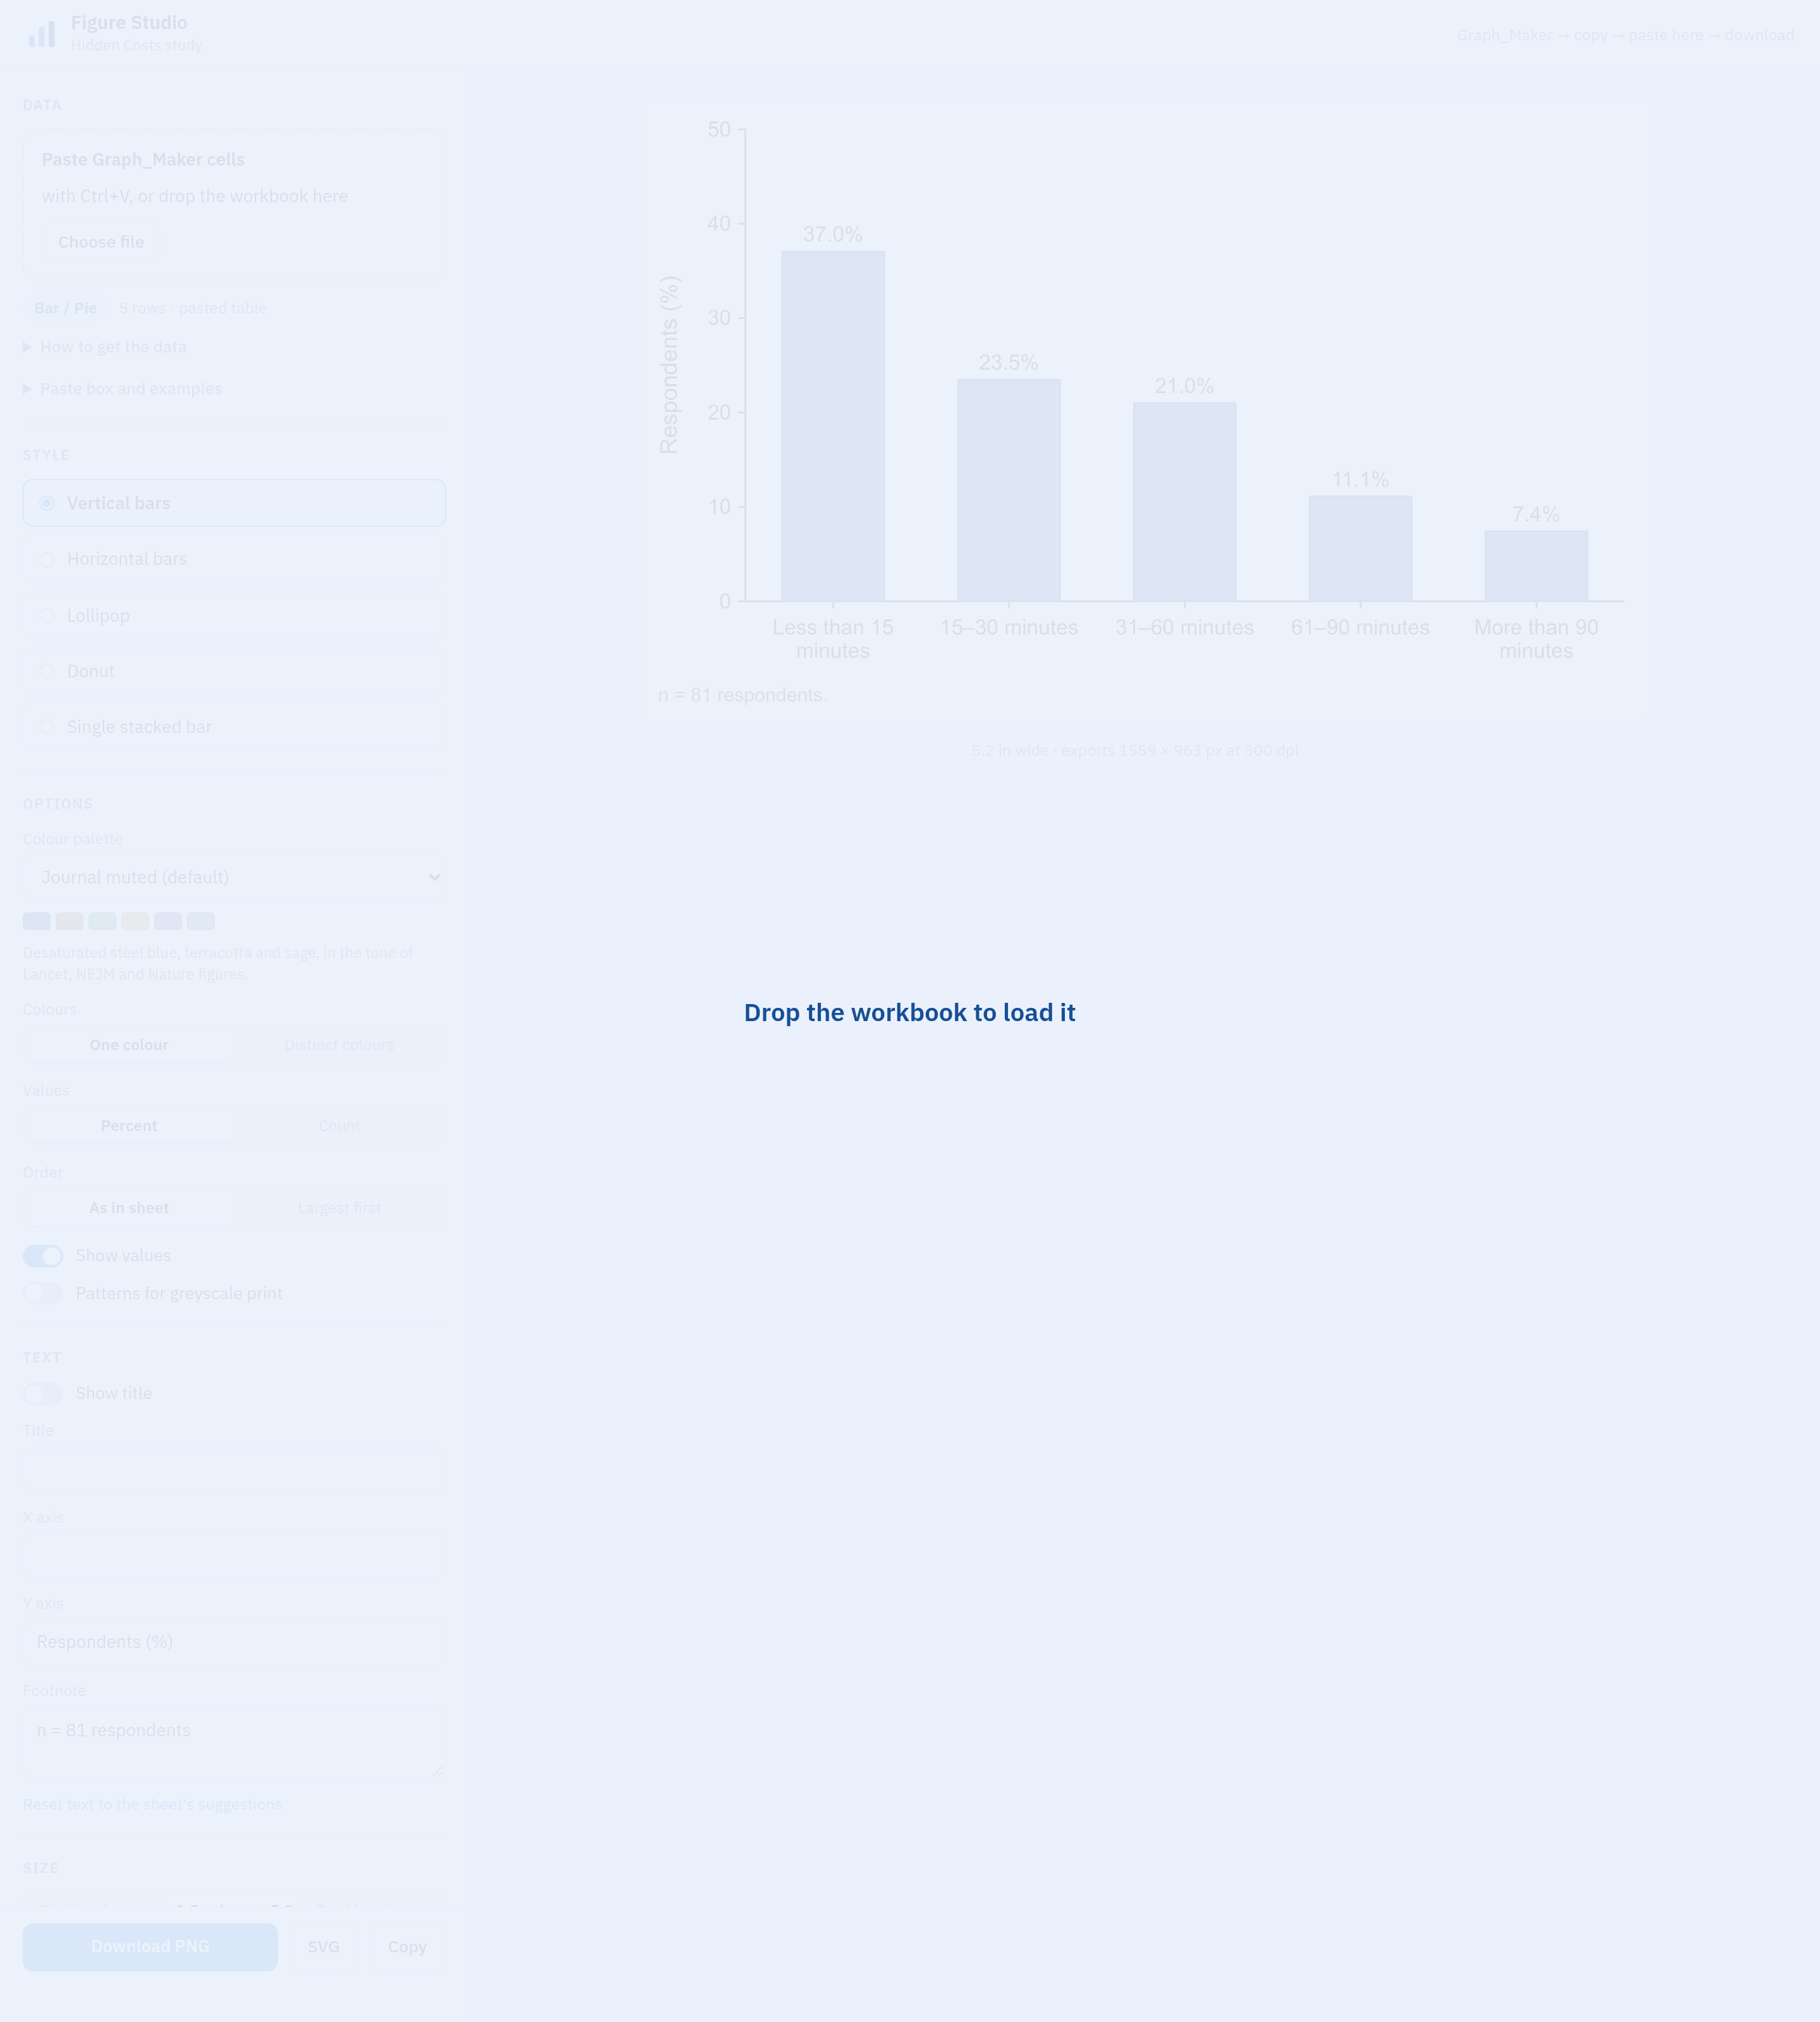 Figure Studio
Hidden Costs study
Graph_Maker → copy → paste here → download
DATA
Paste Graph_Maker cells
with Ctrl+V, or drop the workbook here
Choose file
Bar / Pie
5 rows · pasted table
How to get the data
Paste box and examples
STYLE
Vertical bars
Horizontal bars
Lollipop
Donut
Single stacked bar
OPTIONS
Colour palette
Journal muted (default)
Desaturated steel blue, terracotta and sage, in the tone of
Lancet, NEJM and Nature figures.
Colours
One colour
Distinct colours
Values
Percent
Count
Order
As in sheet
Largest first
Show values
Patterns for greyscale print
TEXT
Show title
Title
X axis
Y axis
Respondents (%)
Footnote
n = 81 respondents
Reset text to the sheet's suggestions
SIZE
Download PNG
SVG
Copy
50
40
30
20
10
0
Respondents (%)
37.0%
23.5%
21.0%
11.1%
7.4%
Less than 15
minutes
15–30 minutes
31–60 minutes
61–90 minutes
More than 90
minutes
n = 81 respondents.
5.2 in wide · exports 1559 × 963 px at 300 dpi
Drop the workbook to load it